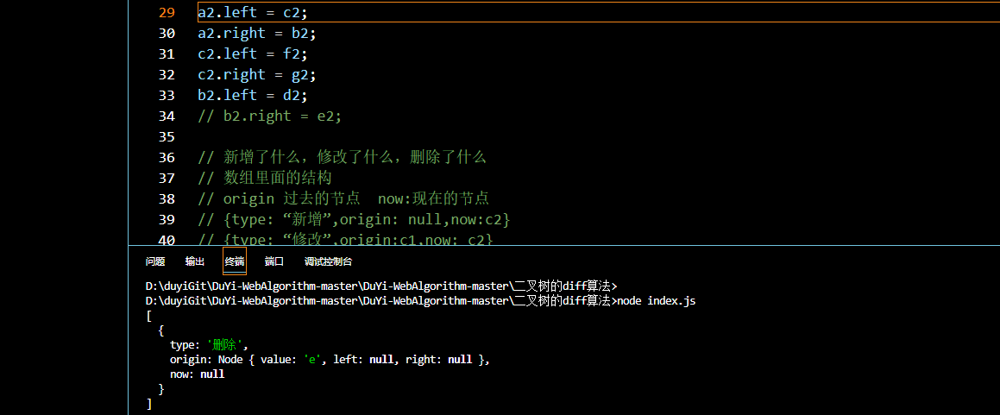 29 a2.left = c2;
30 a2.right = b2;
31 c2.left = f2;
32 c2.right = g2;
33 b2.left = d2;
34 // b2.right = e2;
35
36 // 新增了什么，修改了什么，删除了什么
37 // 数组里面的结构
38 // origin 过去的节点  now:现在的节点
39 // {type: “新增”,origin: null,now:c2}
40 // {type: “修改”,origin:c1,now: c2}
问题 输出 终端 端口 调试控制台
D:\duyiGit\DuYi-WebAlgorithm-master\DuYi-WebAlgorithm-master\二叉树的diff算法>
D:\duyiGit\DuYi-WebAlgorithm-master\DuYi-WebAlgorithm-master\二叉树的diff算法>node index.js
[
  {
    type: '删除',
    origin: Node { value: 'e', left: null, right: null },
    now: null
  }
]